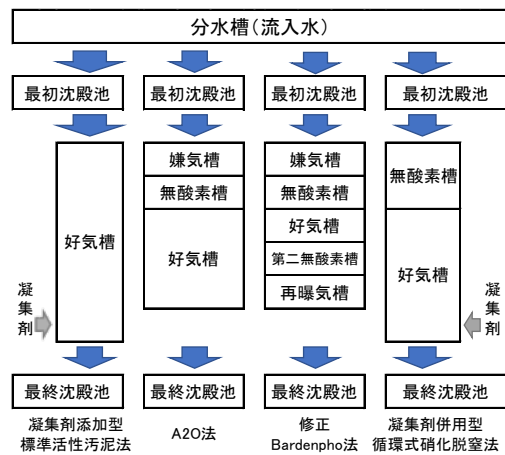 分水槽(流入水)
最初沈殿池
最初沈殿池
最初沈殿池
最初沈殿池
好気槽
嫌気槽
無酸素槽
好気槽
嫌気槽
無酸素槽
好気槽
第二無酸素槽
再曝気槽
無酸素槽
好気槽
凝集剤
凝集剤
最終沈殿池
最終沈殿池
最終沈殿池
最終沈殿池
凝集剤添加型
標準活性汚泥法
A2O法
修正
Bardenpho法
凝集剤併用型
循環式硝化脱窒法